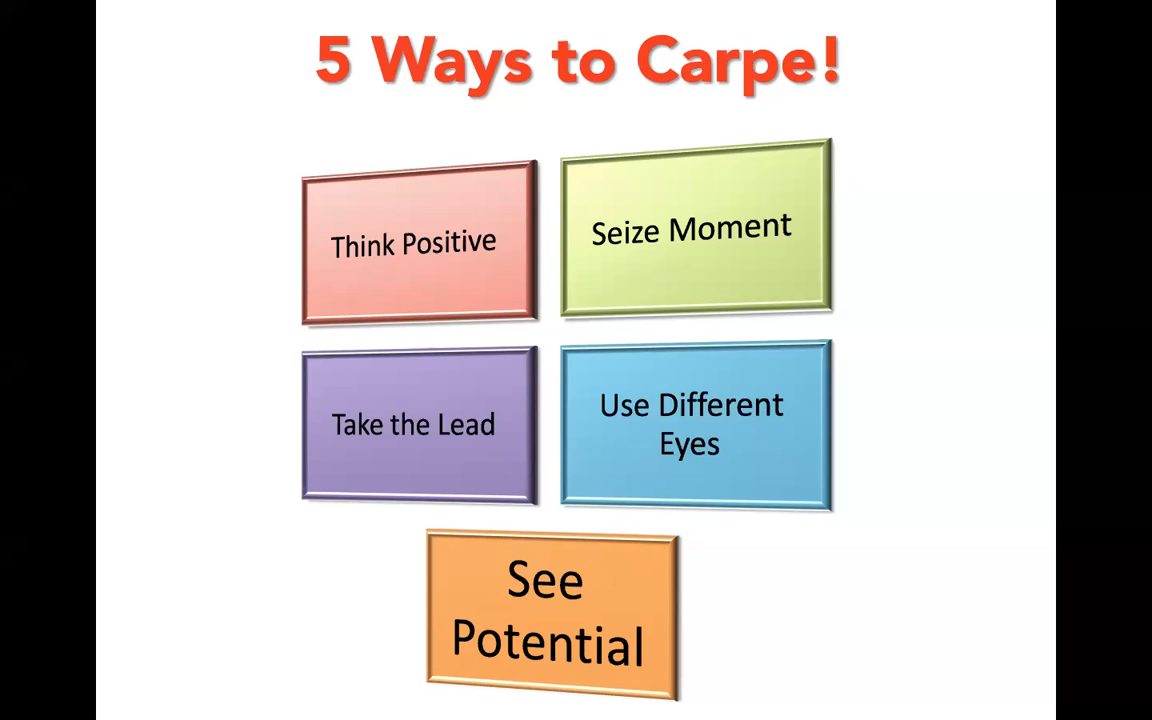 5 Ways to Carpe!
Think Positive
Seize Moment
Take the Lead
Use Different
Eyes
See
Potential